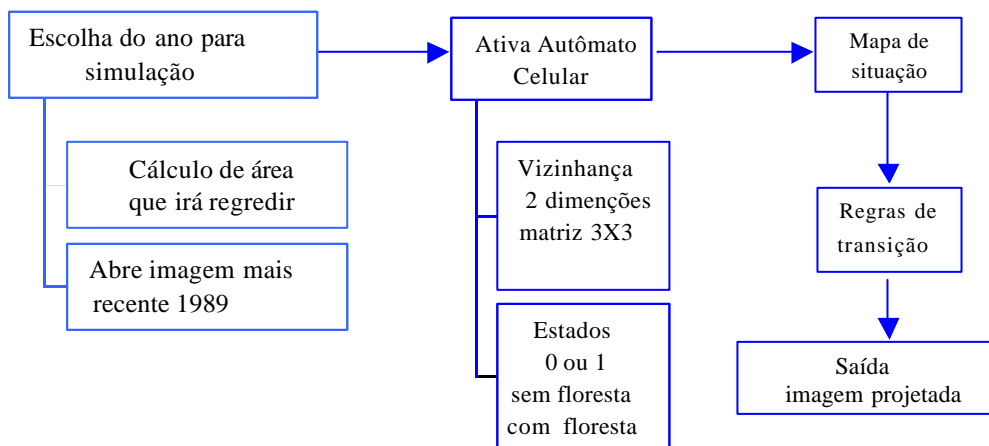 Escolha do ano para
simulação
Cálculo de área
que irá regredir
Abre imagem mais
recente 1989
Ativa Autômato
Celular
Vizinhança
2 dimenções
matriz 3X3
Estados
0 ou 1
sem floresta
com floresta
Mapa de
situação
Regras de
transição
Saída
imagem projetada